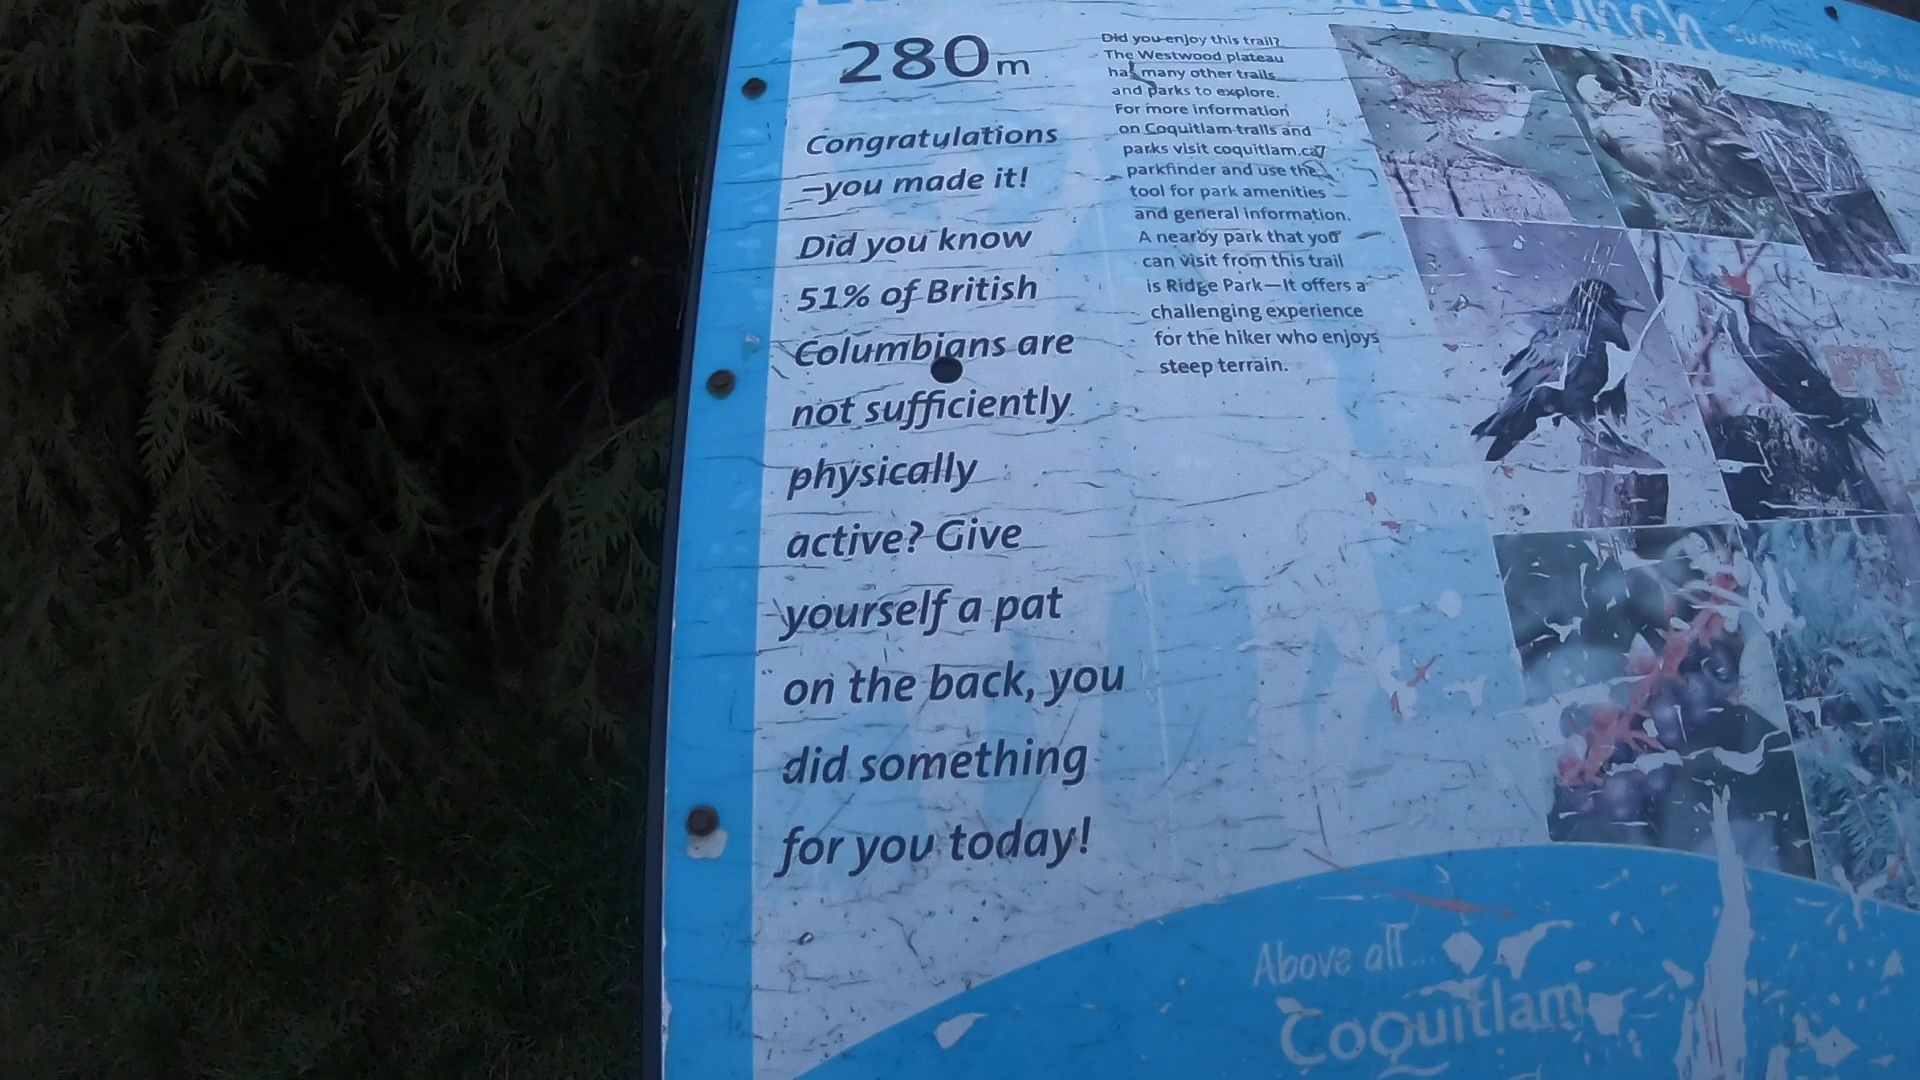 Crunch
Summit - Eagle
280m
Congratulations
—you made it!
Did you know
51% of British
Columbians are
not sufficiently
physically
active? Give
yourself a pat
on the back, you
did something
for you today!
Did you enjoy this trail?
The Westwood plateau
has many other trails
and parks to explore.
For more information
on Coquitlam trails and
parks visit coquitlam.ca/
parkfinder and use the
tool for park amenities
and general information.
A nearby park that you
can visit from this trail
is Ridge Park—It offers a
challenging experience
for the hiker who enjoys
steep terrain.
Above all...
Coquitlam